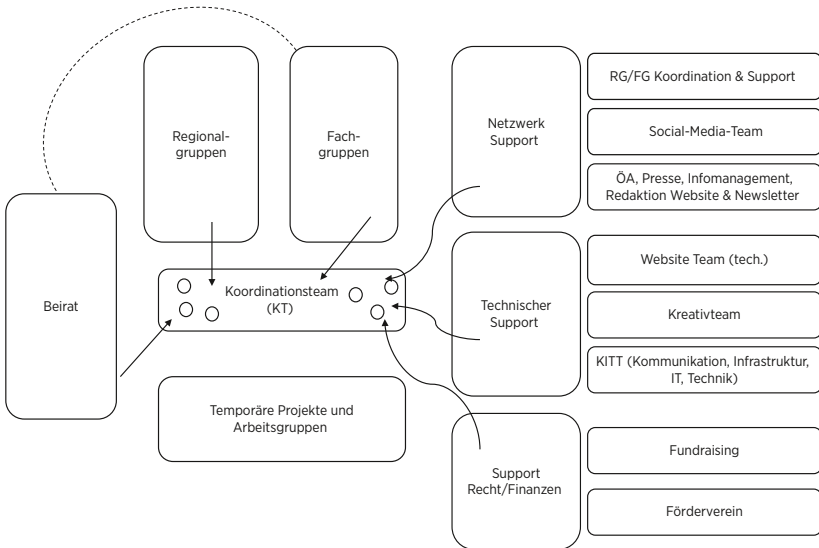 Regional-
gruppen
Fach-
gruppen
Netzwerk
Support
RG/FG Koordination & Support
Social-Media-Team
ÖA, Presse, Infomanagement,
Redaktion Website & Newsletter
Beirat
Koordinationsteam
(KT)
Technischer
Support
Website Team (tech.)
Kreativteam
KITT (Kommunikation, Infrastruktur,
IT, Technik)
Temporäre Projekte und
Arbeitsgruppen
Support
Recht/Finanzen
Fundraising
Förderverein